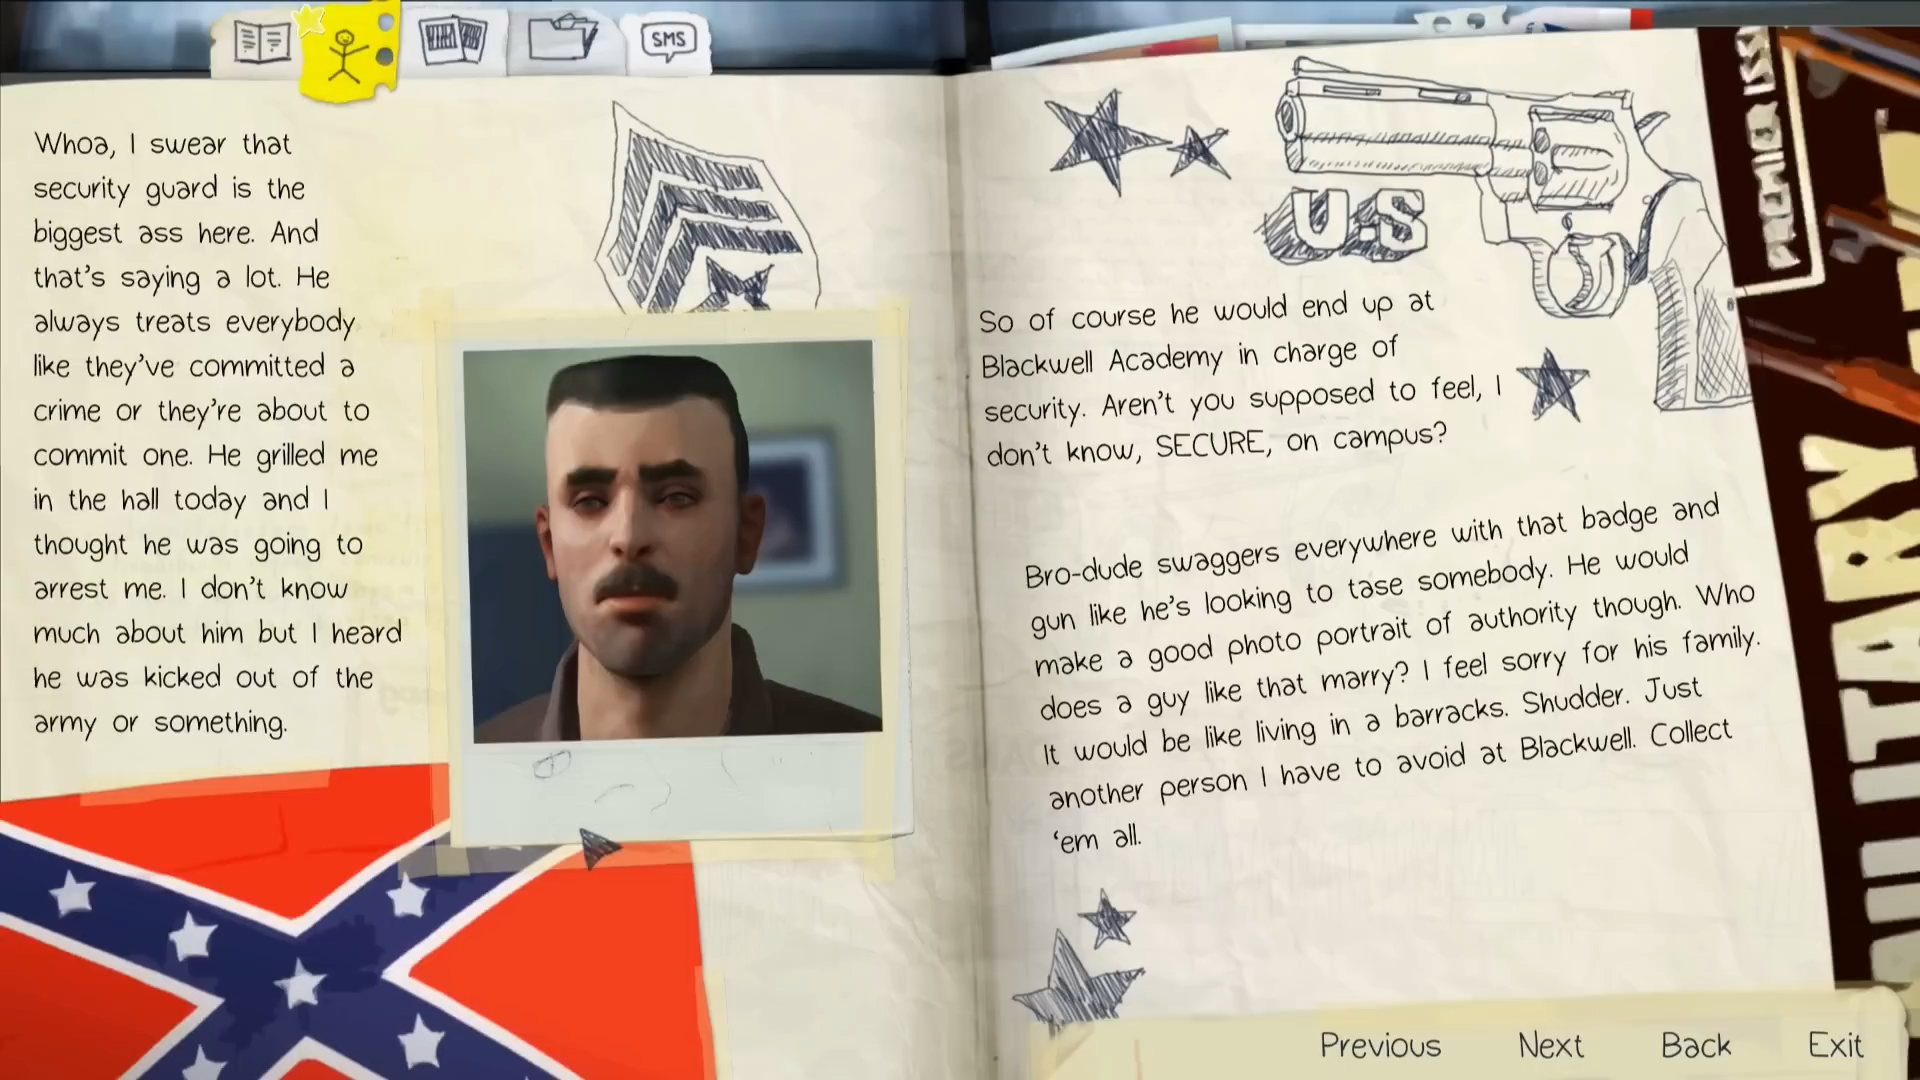 SMS
Whoa, I swear that
security guard is the
biggest ass here. And
that's saying a lot. He
always treats everybody
like they've committed a
crime or they're about to
commit one. He grilled me
in the hall today and I
thought he was going to
arrest me. I don't know
much about him but I heard
he was kicked out of the
army or something.
U.S
So of course he would end up at
Blackwell Academy in charge of
security. Aren't you supposed to feel, I
don't know, SECURE, on campus?
Bro-dude swaggers everywhere with that badge and
gun like he's looking to tase somebody. He would
make a good photo portrait of authority though. Who
does a guy like that marry? I feel sorry for his family.
It would be like living in a barracks. Shudder. Just
another person I have to avoid at Blackwell. Collect
'em all.
Previous Next Back Exit